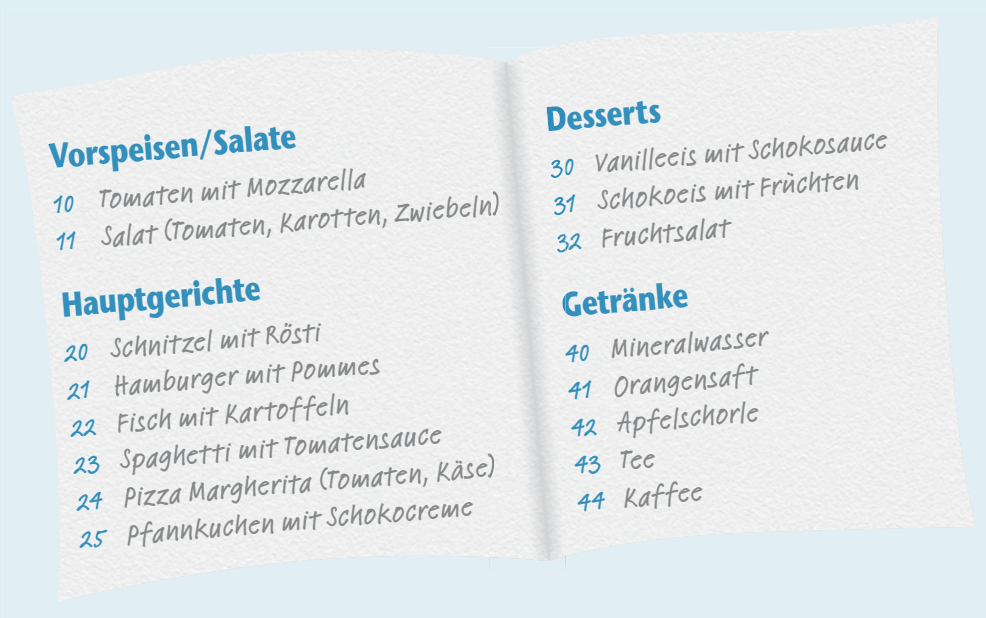 Vorspeisen/Salate
10 Tomaten mit Mozzarella
11 Salat (Tomaten, Karotten, Zwiebeln)
Hauptgerichte
20 Schnitzel mit Rösti
21 Hamburger mit Pommes
22 Fisch mit Kartoffeln
23 Spaghetti mit Tomatensauce
24 Pizza Margherita (Tomaten, Käse)
25 Pfannkuchen mit Schokocreme
Desserts
30 Vanilleeis mit Schokosauce
31 Schokoeis mit Früchten
32 Fruchtsalat
Getränke
40 Mineralwasser
41 Orangensaft
42 Apfelschorle
43 Tee
44 Kaffee